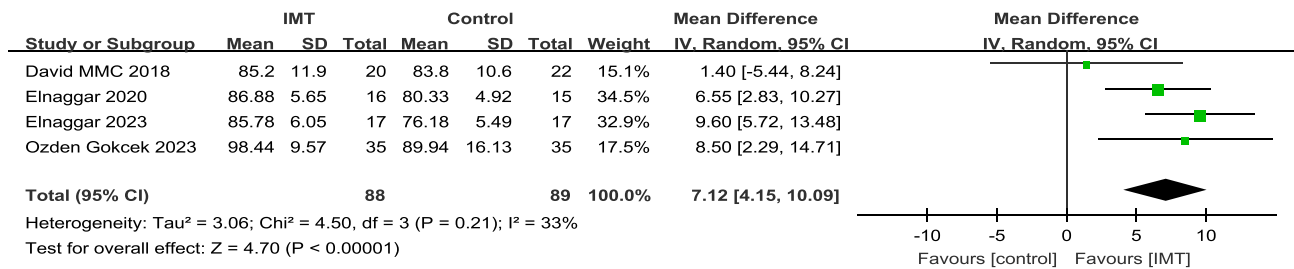 IMT Control Mean Difference Mean Difference
Study or Subgroup Mean SD Total Mean SD Total Weight IV, Random, 95% CI IV, Random, 95% CI
David MMC 2018 85.2 11.9 20 83.8 10.6 22 15.1% 1.40 [-5.44, 8.24]
Elnaggar 2020 86.88 5.65 16 80.33 4.92 15 34.5% 6.55 [2.83, 10.27]
Elnaggar 2023 85.78 6.05 17 76.18 5.49 17 32.9% 9.60 [5.72, 13.48]
Ozden Gokcek 2023 98.44 9.57 35 89.94 16.13 35 17.5% 8.50 [2.29, 14.71]
Total (95% CI) 88 89 100.0% 7.12 [4.15, 10.09]
Heterogeneity: Tau² = 3.06; Chi² = 4.50, df = 3 (P = 0.21); I² = 33%
Test for overall effect: Z = 4.70 (P < 0.00001)
-10 -5 0 5 10
Favours [control] Favours [IMT]